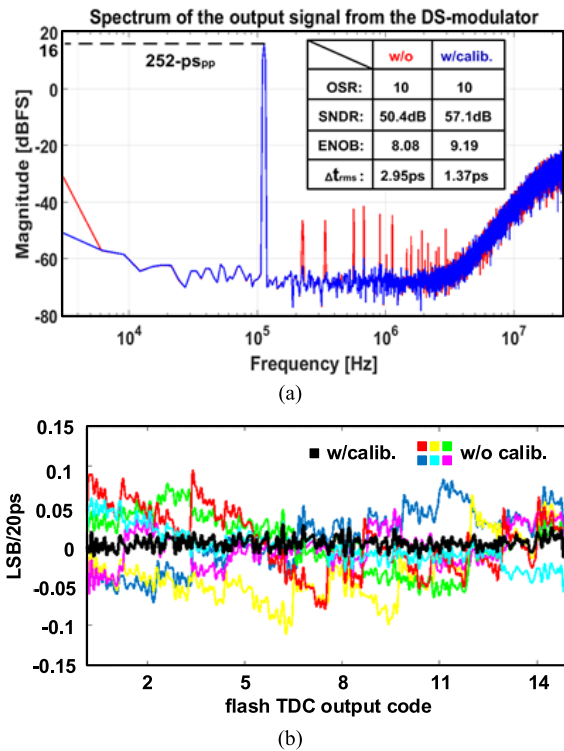 Spectrum of the output signal from the DS-modulator
20
16
0
-20
-40
-60
-80
Magnitude [dBFS]
252-pspp
w/o w/calib.
OSR: 10 10
SNDR: 50.4dB 57.1dB
ENOB: 8.08 9.19
Δtrms: 2.95ps 1.37ps
10^4 10^5 10^6 10^7
Frequency [Hz]
(a)
0.15
0.1
0.05
0
-0.05
-0.1
-0.15
LSB/20ps
w/calib. w/o calib.
2 5 8 11 14
flash TDC output code
(b)